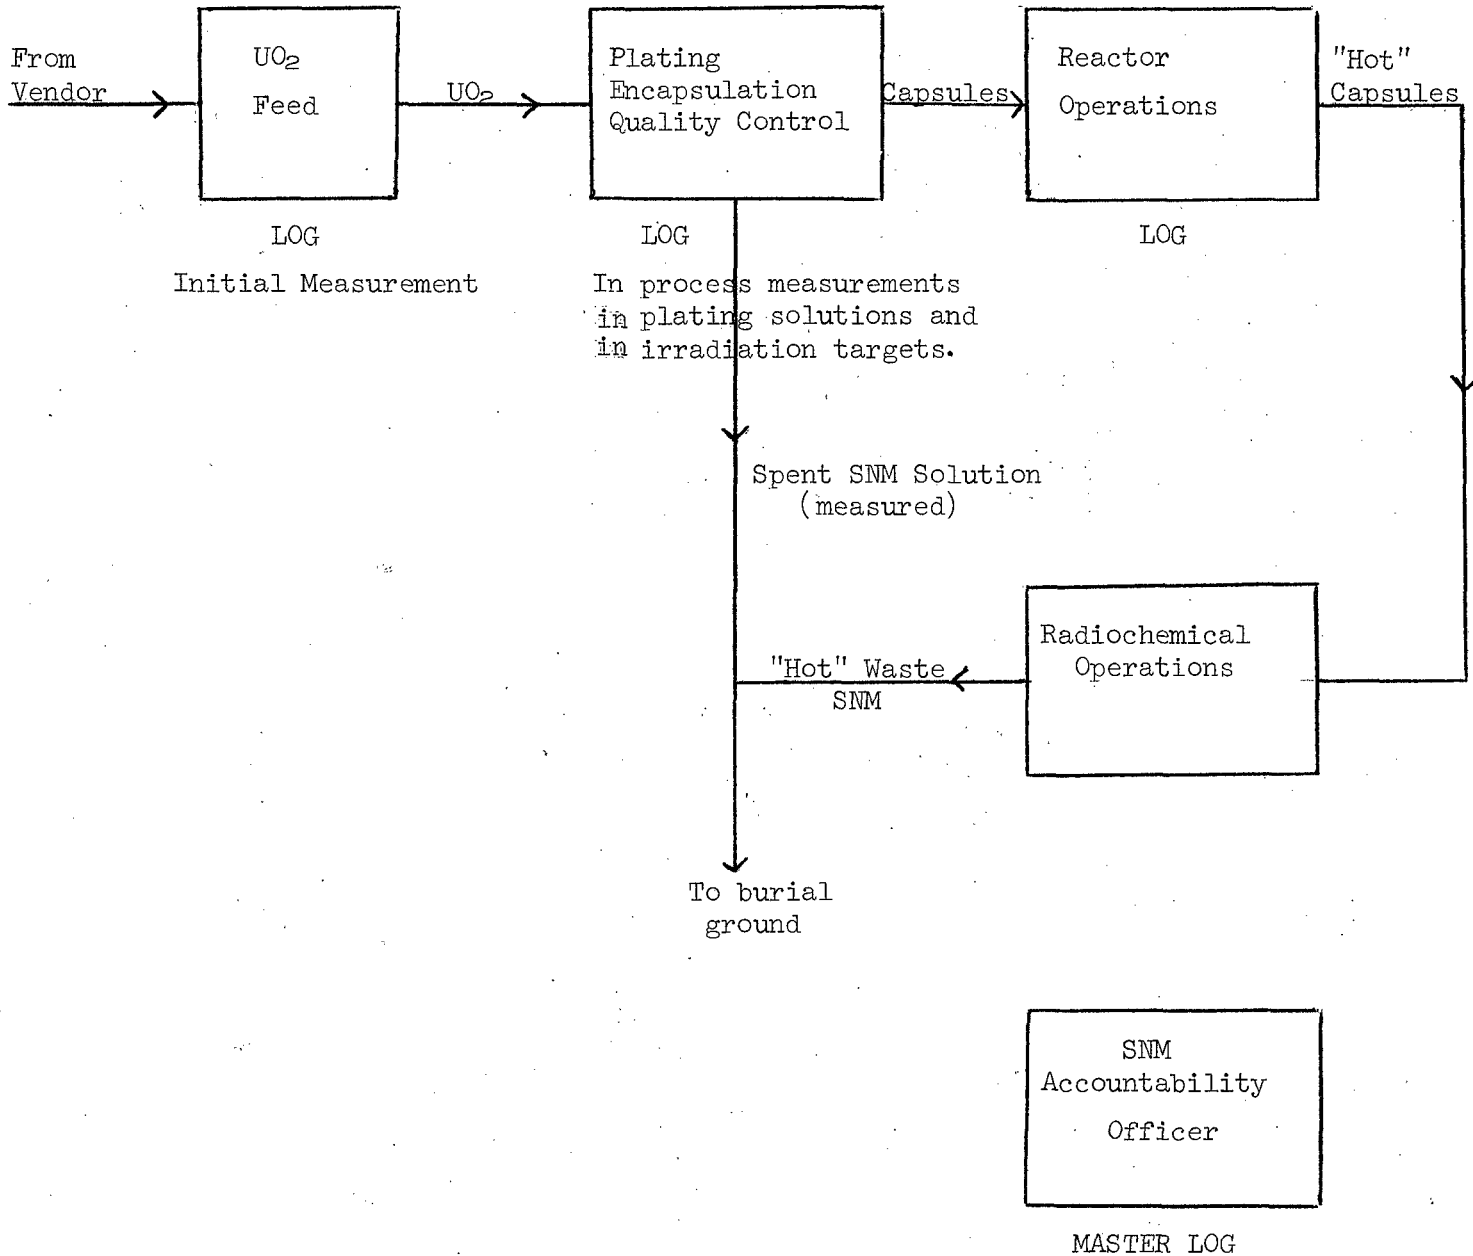 From
Vendor
UO2
Feed
UO2
Plating
Encapsulation
Quality Control
Capsules
Reactor
Operations
"Hot"
Capsules
LOG
Initial Measurement
LOG
In process measurements
in plating solutions and
in irradiation targets.
LOG
Spent SNM Solution
(measured)
Radiochemical
Operations
"Hot" Waste
SNM
To burial
ground
SNM
Accountability
Officer
MASTER LOG